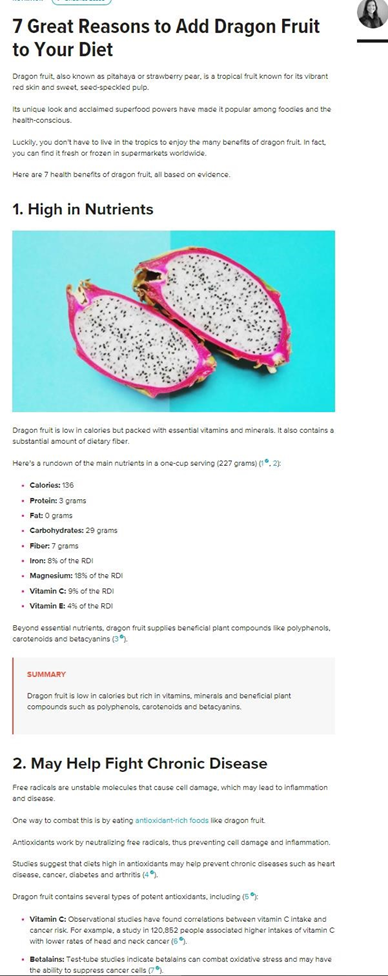 7 Great Reasons to Add Dragon Fruit
to Your Diet
Dragon fruit, also known as pitahaya or strawberry pear, is a tropical fruit known for its vibrant
red skin and sweet, seed-speckled pulp.
Its unique look and acclaimed superfood powers have made it popular among foodies and the
health-conscious.
Luckily, you don't have to live in the tropics to enjoy the many benefits of dragon fruit. In fact,
you can find it fresh or frozen in supermarkets worldwide.
Here are 7 health benefits of dragon fruit, all based on evidence.
1. High in Nutrients
Dragon fruit is low in calories but packed with essential vitamins and minerals. It also contains a
substantial amount of dietary fiber.
Here's a rundown of the main nutrients in a one-cup serving (227 grams) (1, 2):
• Calories: 136
• Protein: 3 grams
• Fat: 0 grams
• Carbohydrates: 29 grams
• Fiber: 7 grams
• Iron: 8% of the RDI
• Magnesium: 18% of the RDI
• Vitamin C: 9% of the RDI
• Vitamin E: 4% of the RDI
Beyond essential nutrients, dragon fruit supplies beneficial plant compounds like polyphenols,
carotenoids and betacyanins (3).
SUMMARY
Dragon fruit is low in calories but rich in vitamins, minerals and beneficial plant
compounds such as polyphenols, carotenoids and betacyanins.
2. May Help Fight Chronic Disease
Free radicals are unstable molecules that cause cell damage, which may lead to inflammation
and disease.
One way to combat this is by eating antioxidant-rich foods like dragon fruit.
Antioxidants work by neutralizing free radicals, thus preventing cell damage and inflammation.
Studies suggest that diets high in antioxidants may help prevent chronic diseases such as heart
disease, cancer, diabetes and arthritis (4).
Dragon fruit contains several types of potent antioxidants, including (5):
• Vitamin C: Observational studies have found correlations between vitamin C intake and
cancer risk. For example, a study in 120,852 people associated higher intakes of vitamin C
with lower rates of head and neck cancer (6).
• Betalains: Test-tube studies indicate betalains can combat oxidative stress and may have
the ability to suppress cancer cells (7).